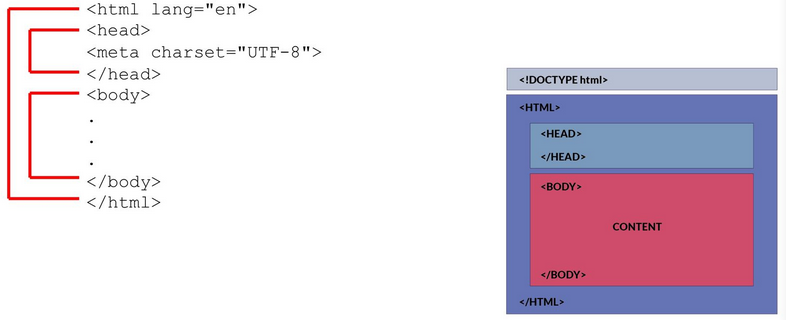 <html lang="en">
<head>
<meta charset="UTF-8">
</head>
<body>
.
.
.
</body>
</html>
<!DOCTYPE html>
<HTML>
<HEAD>
</HEAD>
<BODY>
CONTENT
</BODY>
</HTML>